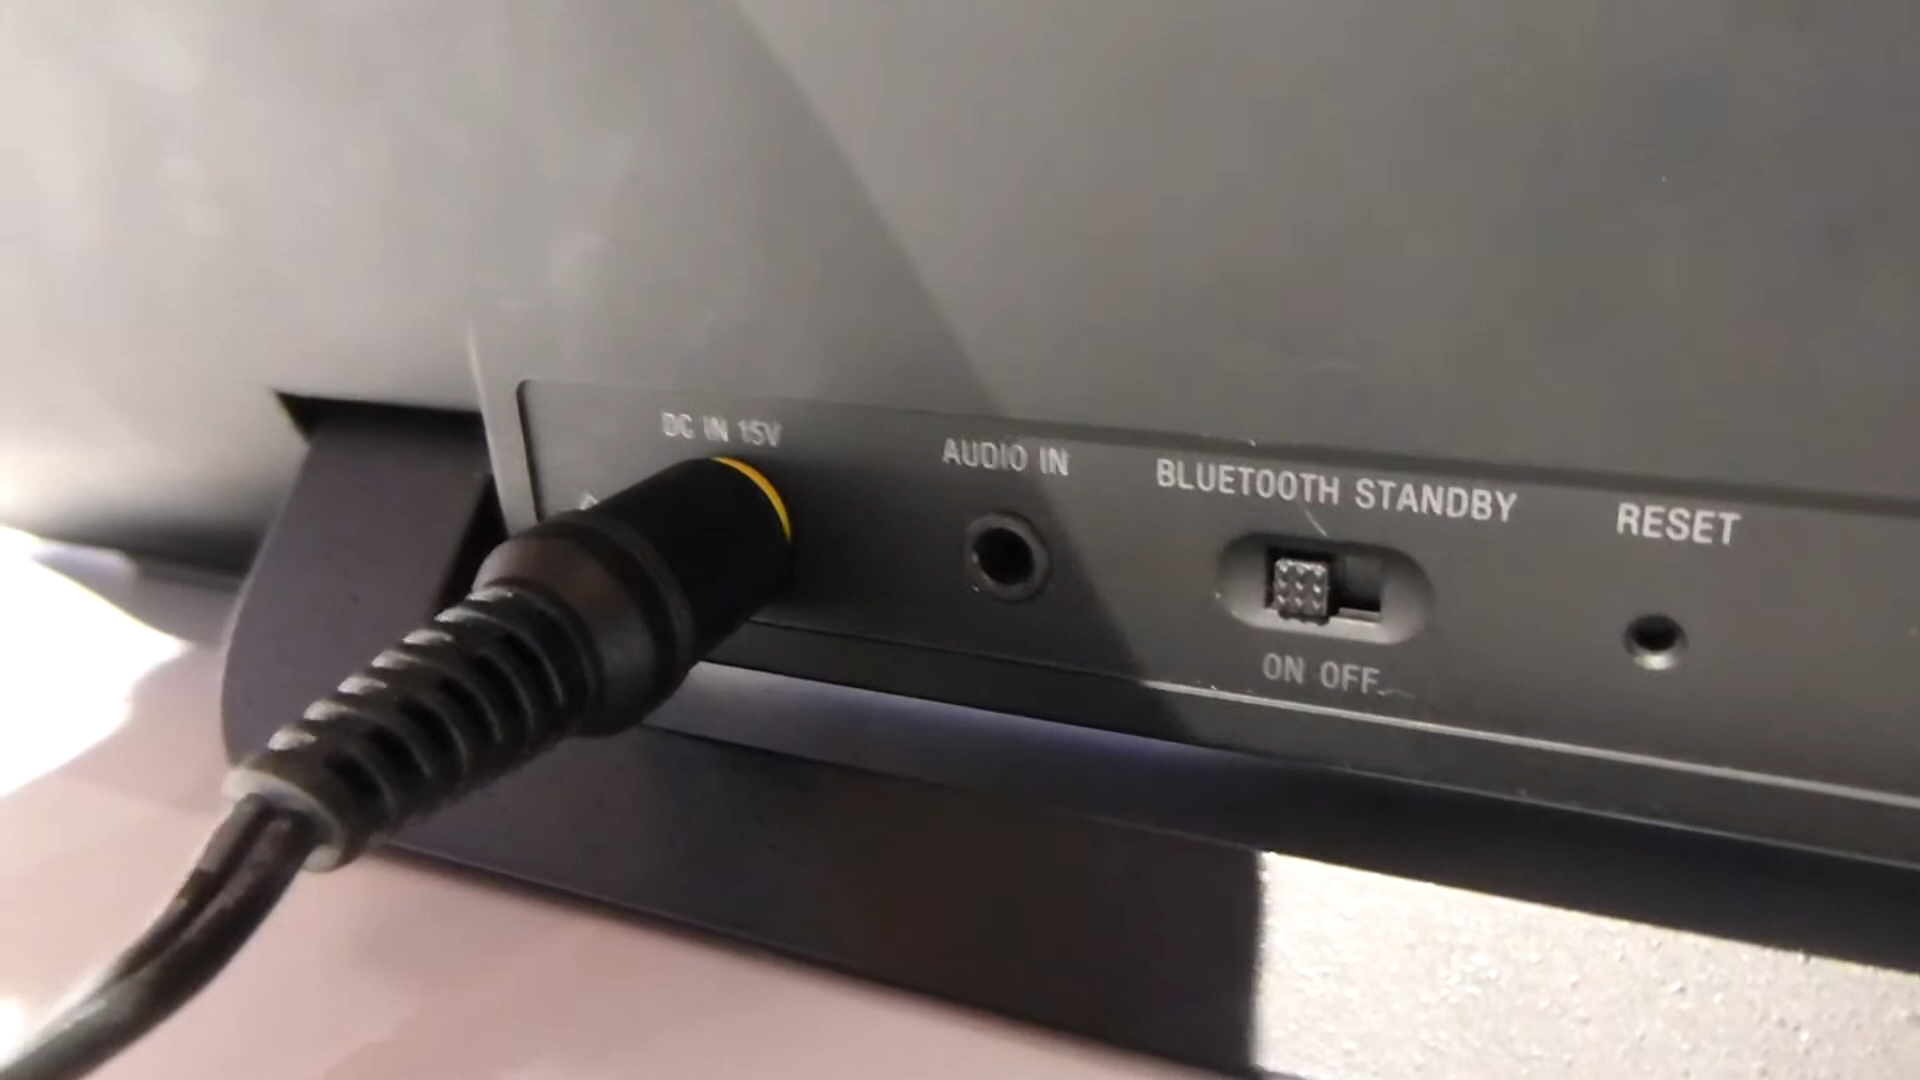 DC IN 15V
AUDIO IN
BLUETOOTH STANDBY
RESET
ON OFF